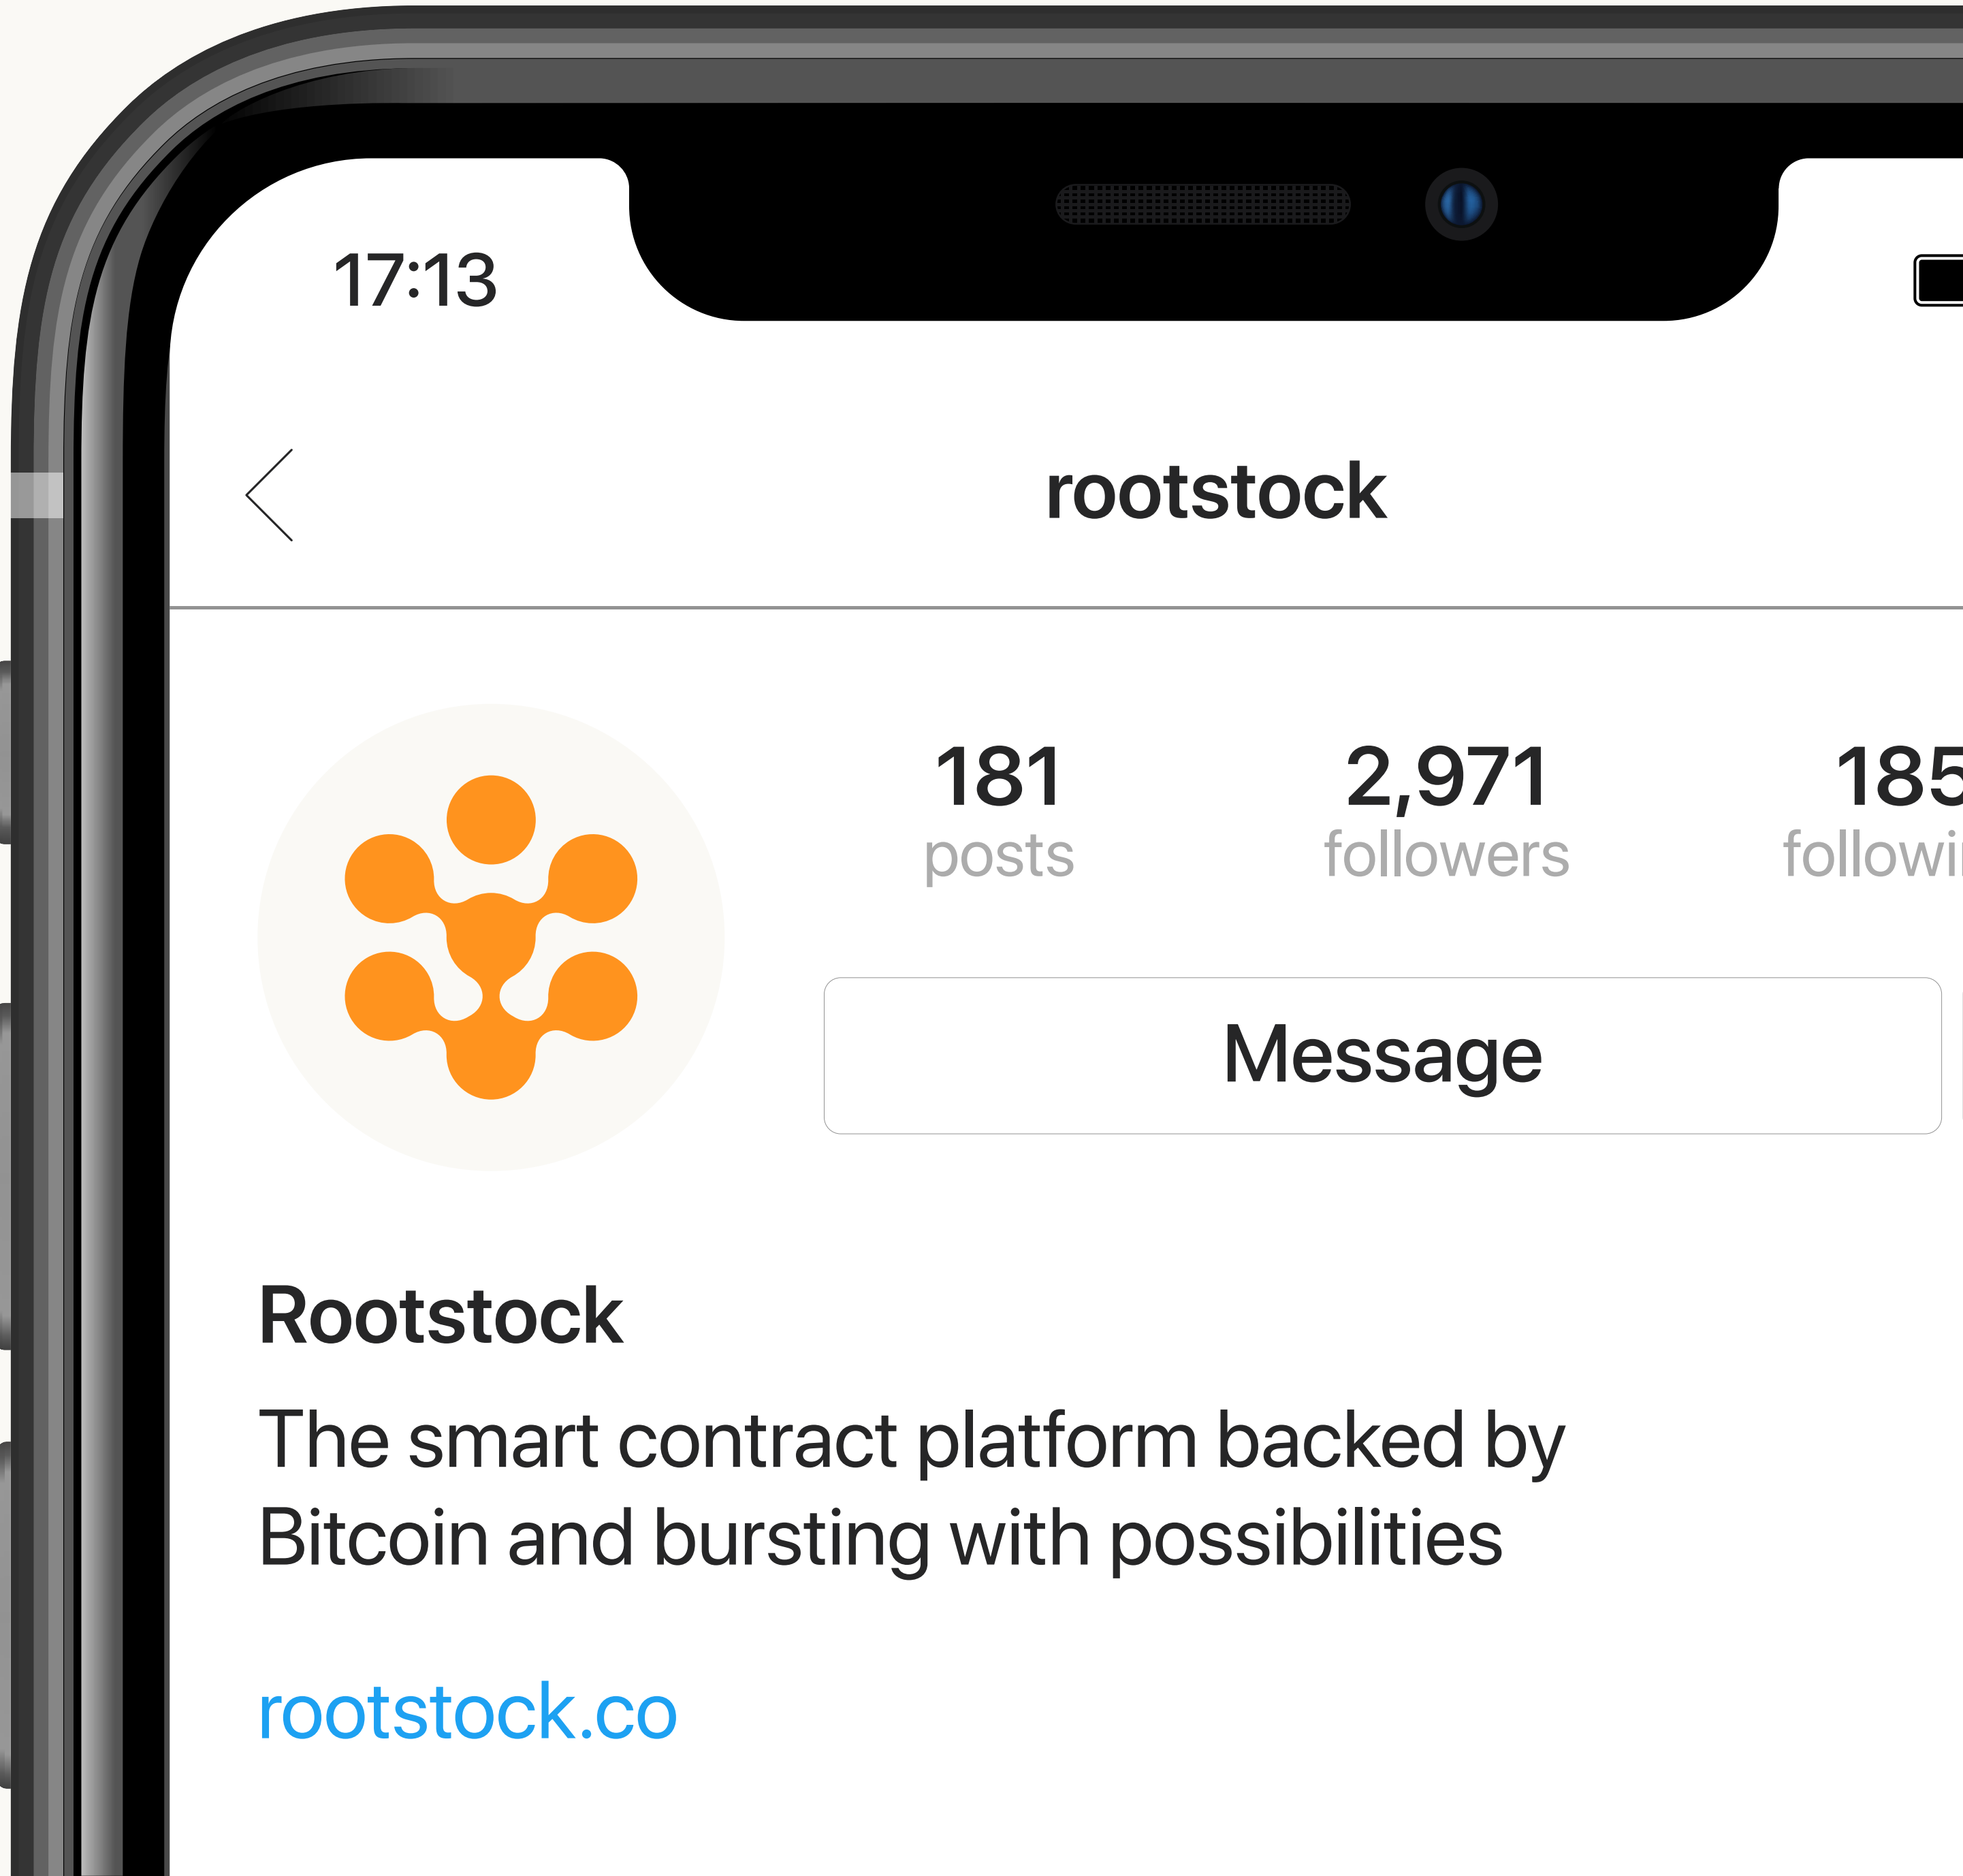 17:13
rootstock
181 2,971 185
posts followers
Message
Rootstock
The smart contract platform backed by
Bitcoin and bursting with possibilities
rootstock.co